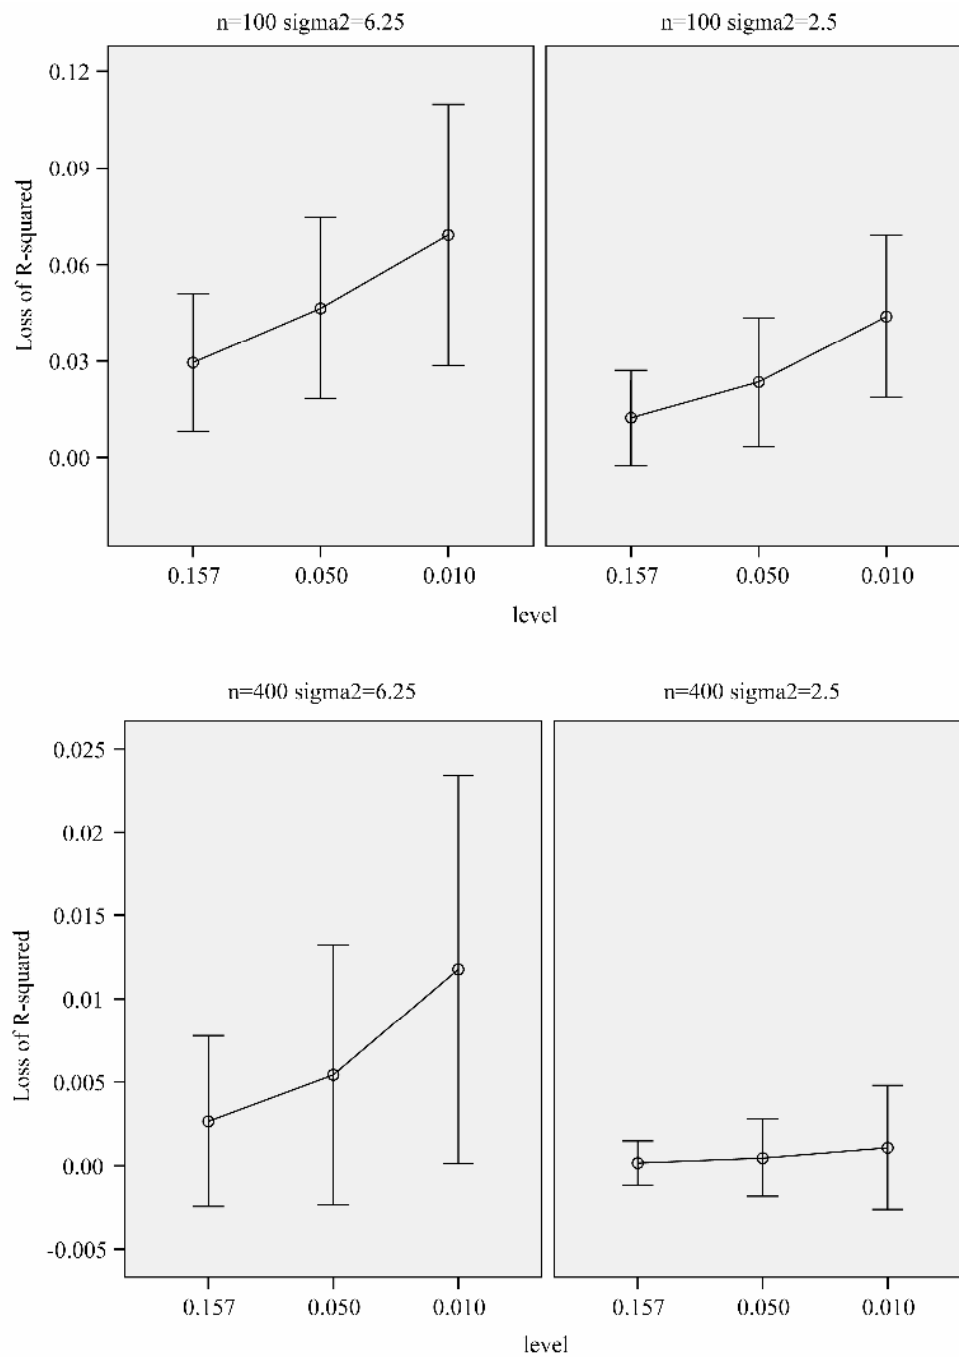 n=100 sigma2=6.25
n=100 sigma2=2.5
Loss of R-squared
0.12
0.09
0.06
0.03
0.00
0.157 0.050 0.010
0.157 0.050 0.010
level
n=400 sigma2=6.25
n=400 sigma2=2.5
Loss of R-squared
0.025
0.02
0.015
0.01
0.005
0.00
-0.005
0.157 0.050 0.010
0.157 0.050 0.010
level